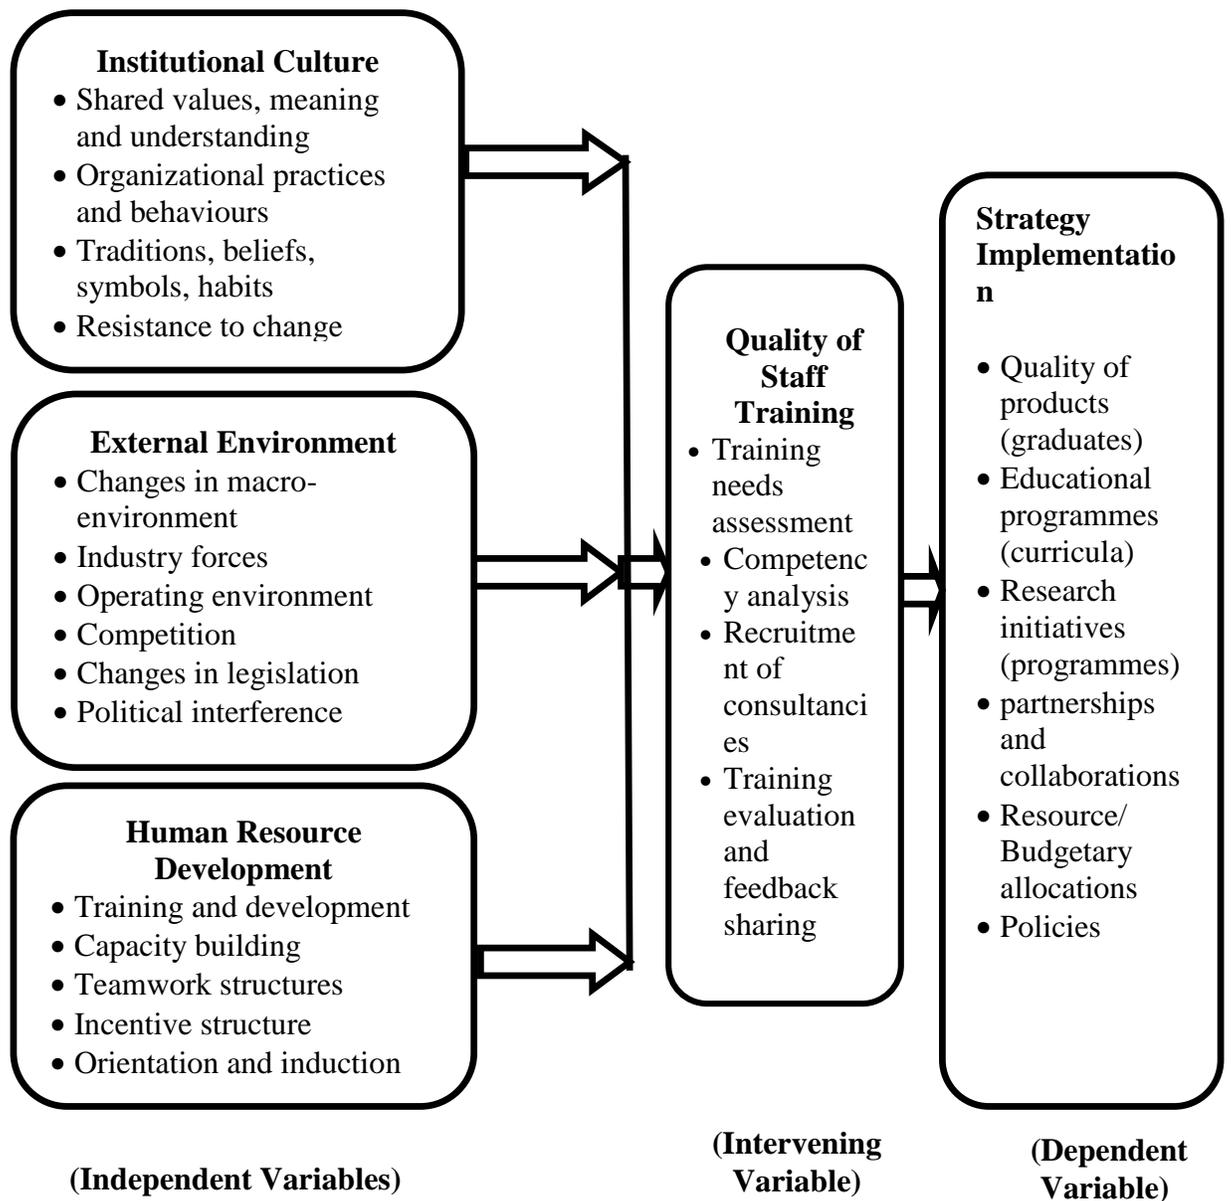 Institutional Culture
• Shared values, meaning
and understanding
• Organizational practices
and behaviours
• Traditions, beliefs,
symbols, habits
• Resistance to change
External Environment
• Changes in macro-
environment
• Industry forces
• Operating environment
• Competition
• Changes in legislation
• Political interference
Human Resource
Development
• Training and development
• Capacity building
• Teamwork structures
• Incentive structure
• Orientation and induction
(Independent Variables)
Quality of
Staff
Training
• Training
needs
assessment
• Competenc
y analysis
• Recruitme
nt of
consultanci
es
• Training
evaluation
and
feedback
sharing
(Intervening
Variable)
Strategy
Implementatio
n
• Quality of
products
(graduates)
• Educational
programmes
(curricula)
• Research
initiatives
(programmes)
• partnerships
and
collaborations
• Resource/
Budgetary
allocations
• Policies
(Dependent
Variable)